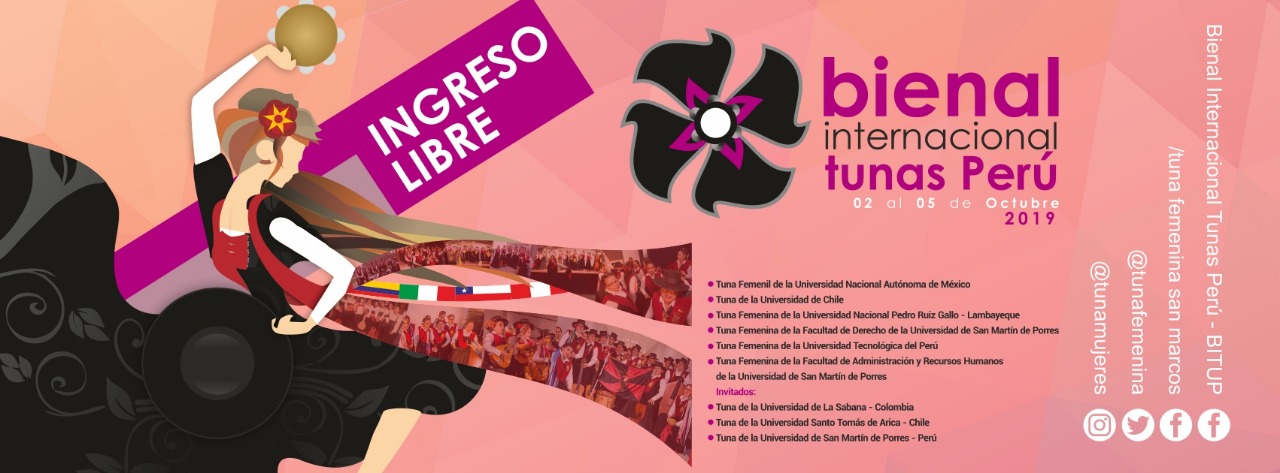 INGRESO
LIBRE
bienal
internacional
tunas Perú
02 al 05 de Octubre
2019
Tuna Femenil de la Universidad Nacional Autónoma de México
Tuna de la Universidad de Chile
Tuna Femenina de la Universidad Nacional Pedro Ruiz Gallo - Lambayeque
Tuna Femenina de la Facultad de Derecho de la Universidad de San Martín de Porres
Tuna Femenina de la Universidad Tecnológica del Perú
Tuna Femenina de la Facultad de Administración y Recursos Humanos
de la Universidad de San Martín de Porres
Invitados:
Tuna de la Universidad de La Sabana - Colombia
Tuna de la Universidad Santo Tomás de Arica - Chile
Tuna de la Universidad de San Martín de Porres - Perú
Bienal Internacional Tunas Perú - BITUP
/tuna femenina san marcos
@tunafemenina
@tunamujeres